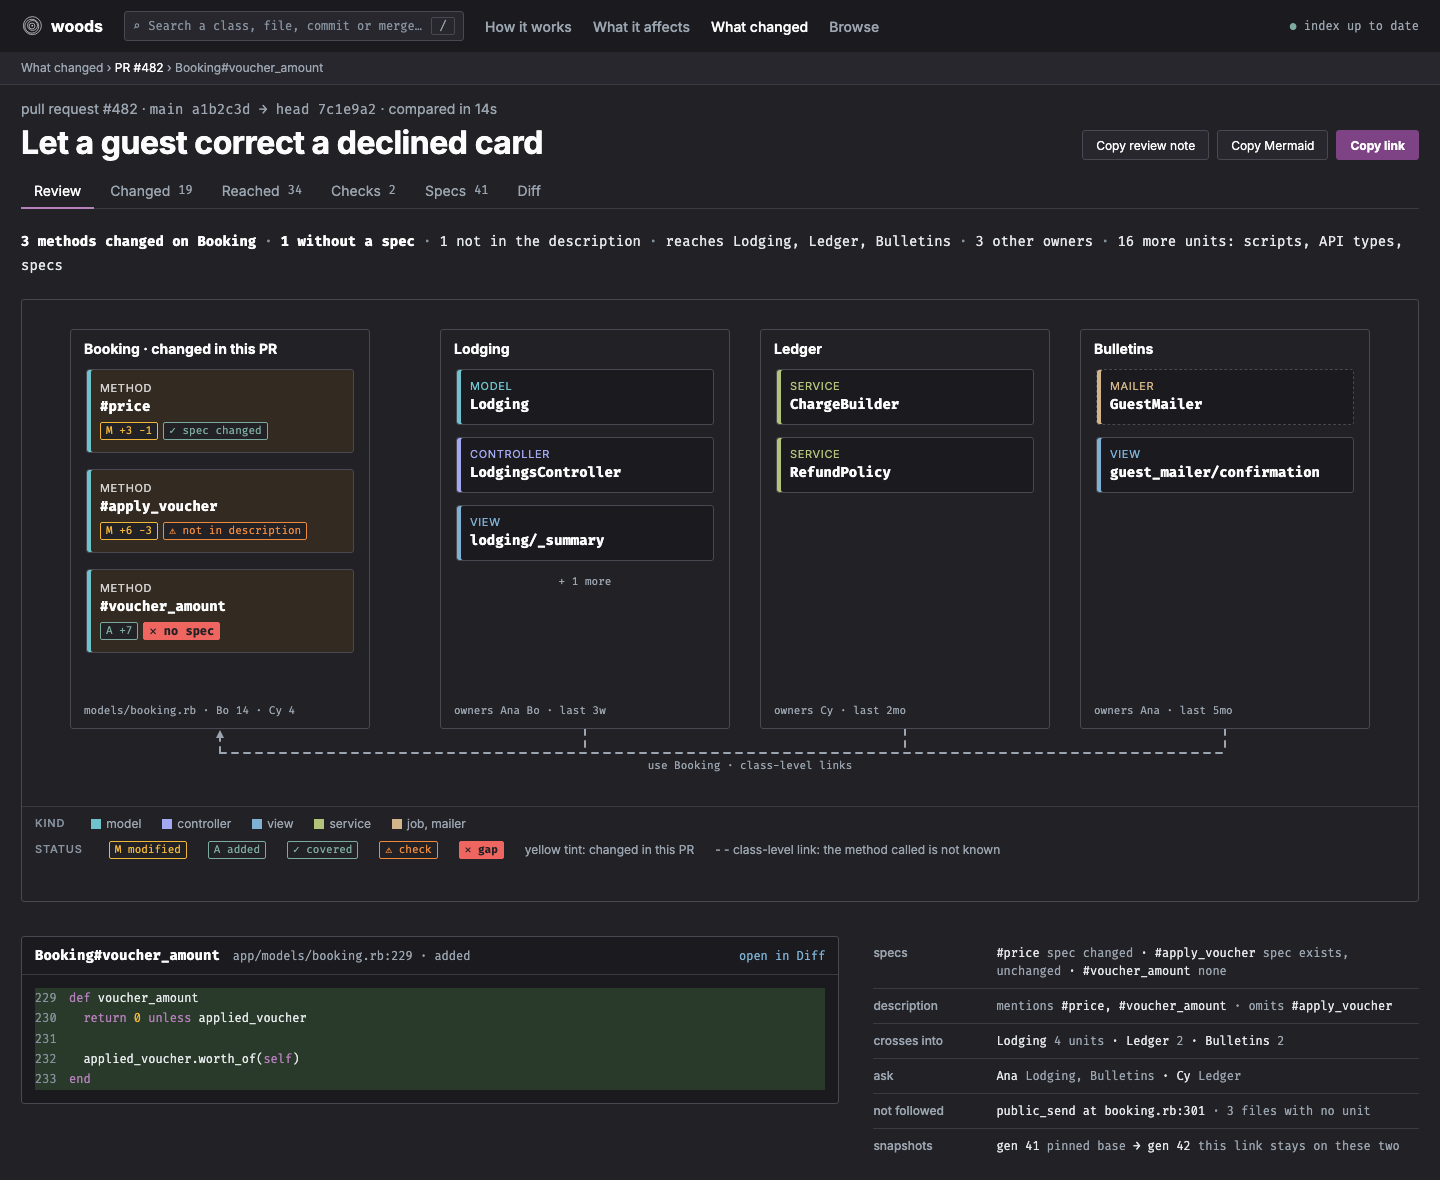 woods
Search a class, file, commit or merge… /
How it works
What it affects
What changed
Browse
● index up to date
What changed › PR #482 › Booking#voucher_amount
pull request #482 · main a1b2c3d → head 7c1e9a2 · compared in 14s
Let a guest correct a declined card
Copy review note
Copy Mermaid
Copy link
Review
Changed 19
Reached 34
Checks 2
Specs 41
Diff
3 methods changed on Booking · 1 without a spec · 1 not in the description · reaches Lodging, Ledger, Bulletins · 3 other owners · 16 more units: scripts, API types,
specs
Booking · changed in this PR
METHOD
#price
M +3 -1 ✓ spec changed
METHOD
#apply_voucher
M +6 -3 ⚠ not in description
METHOD
#voucher_amount
A +7 × no spec
models/booking.rb · Bo 14 · Cy 4
Lodging
MODEL
Lodging
CONTROLLER
LodgingsController
VIEW
lodging/_summary
+ 1 more
owners Ana Bo · last 3w
Ledger
SERVICE
ChargeBuilder
SERVICE
RefundPolicy
owners Cy · last 2mo
Bulletins
MAILER
GuestMailer
VIEW
guest_mailer/confirmation
owners Ana · last 5mo
use Booking · class-level links
KIND model controller view service job, mailer
STATUS M modified A added ✓ covered ⚠ check × gap yellow tint: changed in this PR - - class-level link: the method called is not known
Booking#voucher_amount app/models/booking.rb:229 · added open in Diff
229 def voucher_amount
230 return 0 unless applied_voucher
231
232 applied_voucher.worth_of(self)
233 end
specs #price spec changed · #apply_voucher spec exists,
unchanged · #voucher_amount none
description mentions #price, #voucher_amount · omits #apply_voucher
crosses into Lodging 4 units · Ledger 2 · Bulletins 2
ask Ana Lodging, Bulletins · Cy Ledger
not followed public_send at booking.rb:301 · 3 files with no unit
snapshots gen 41 pinned base → gen 42 this link stays on these two